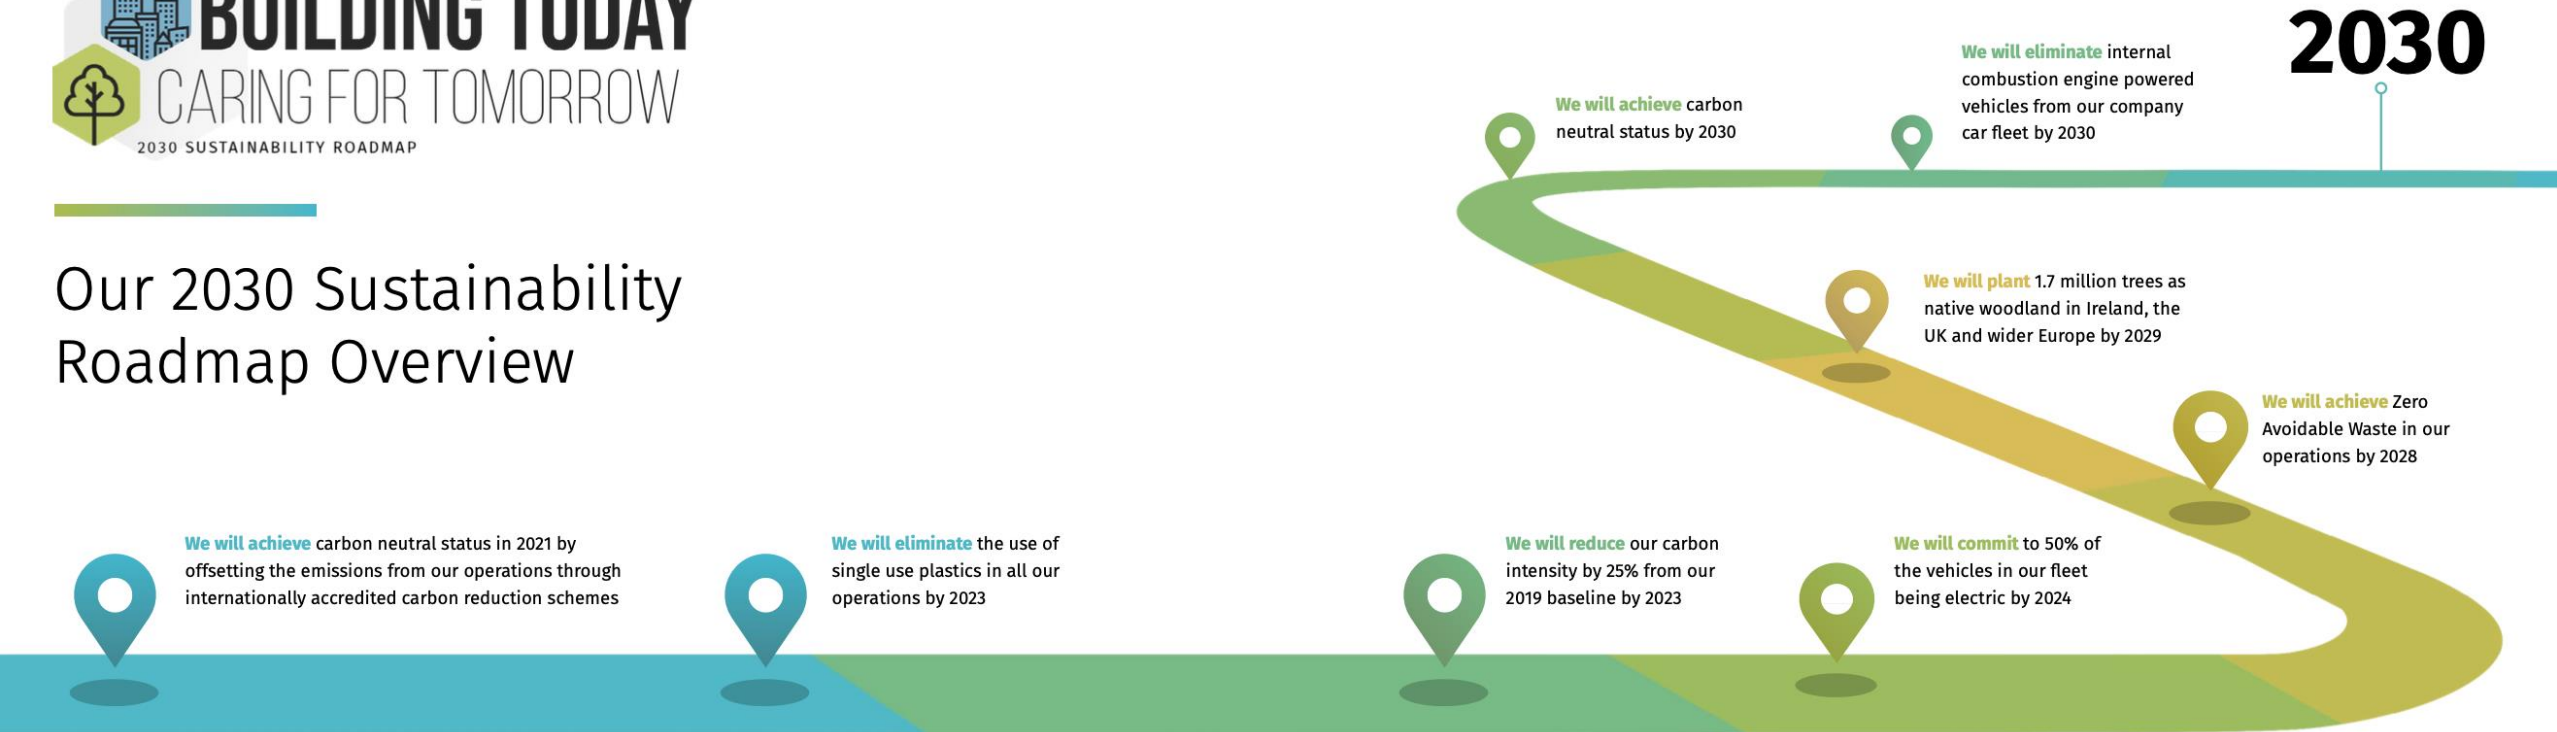 BUILDING TODAY
CARING FOR TOMORROW
2030 SUSTAINABILITY ROADMAP
Our 2030 Sustainability
Roadmap Overview
We will achieve carbon neutral status in 2021 by
offsetting the emissions from our operations through
internationally accredited carbon reduction schemes
We will eliminate the use of
single use plastics in all our
operations by 2023
We will reduce our carbon
intensity by 25% from our
2019 baseline by 2023
We will commit to 50% of
the vehicles in our fleet
being electric by 2024
We will achieve Zero
Avoidable Waste in our
operations by 2028
We will plant 1.7 million trees as
native woodland in Ireland, the
UK and wider Europe by 2029
We will achieve carbon
neutral status by 2030
We will eliminate internal
combustion engine powered
vehicles from our company
car fleet by 2030
2030